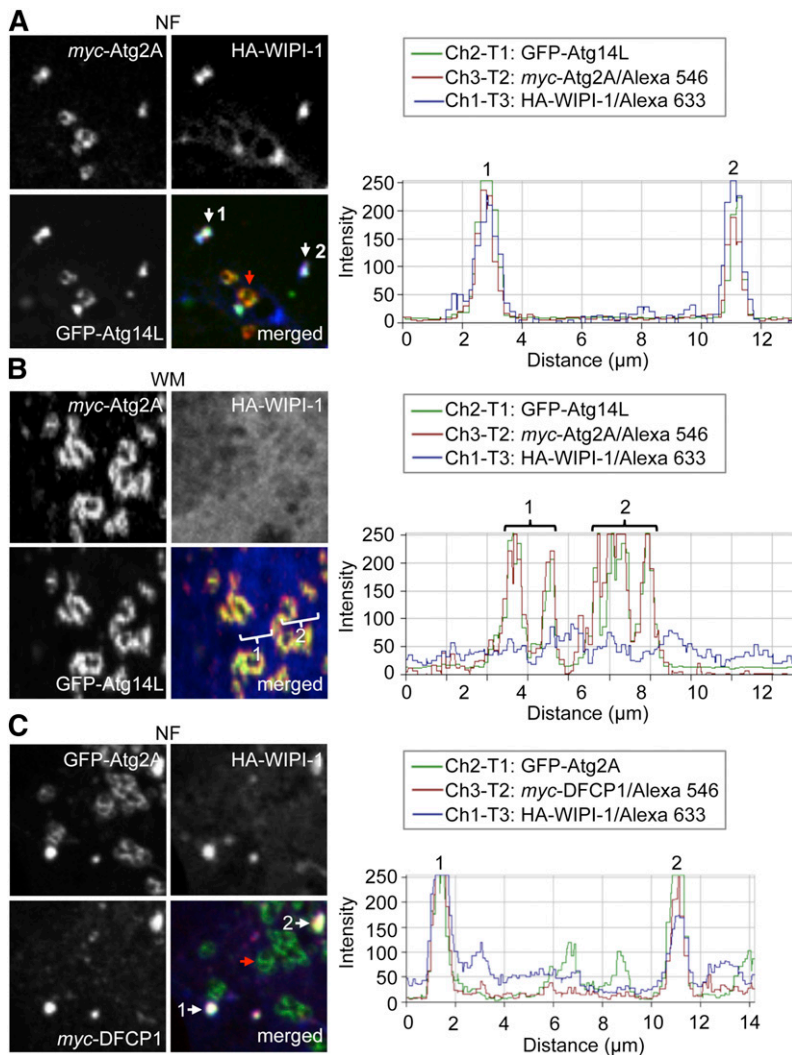 A
NF
myc-Atg2A
HA-WIPI-1
1
2
GFP-Atg14L
merged
Ch2-T1: GFP-Atg14L
Ch3-T2: myc-Atg2A/Alexa 546
Ch1-T3: HA-WIPI-1/Alexa 633
1
2
250
200
150
100
50
0
Intensity
0 2 4 6 8 10 12
Distance (µm)
B
WM
myc-Atg2A
HA-WIPI-1
1
2
GFP-Atg14L
merged
Ch2-T1: GFP-Atg14L
Ch3-T2: myc-Atg2A/Alexa 546
Ch1-T3: HA-WIPI-1/Alexa 633
1
2
250
200
150
100
50
0
Intensity
0 2 4 6 8 10 12
Distance (µm)
C
NF
GFP-Atg2A
HA-WIPI-1
2
1
myc-DFCP1
merged
Ch2-T1: GFP-Atg2A
Ch3-T2: myc-DFCP1/Alexa 546
Ch1-T3: HA-WIPI-1/Alexa 633
1
2
250
200
150
100
50
0
Intensity
0 2 4 6 8 10 12 14
Distance (µm)